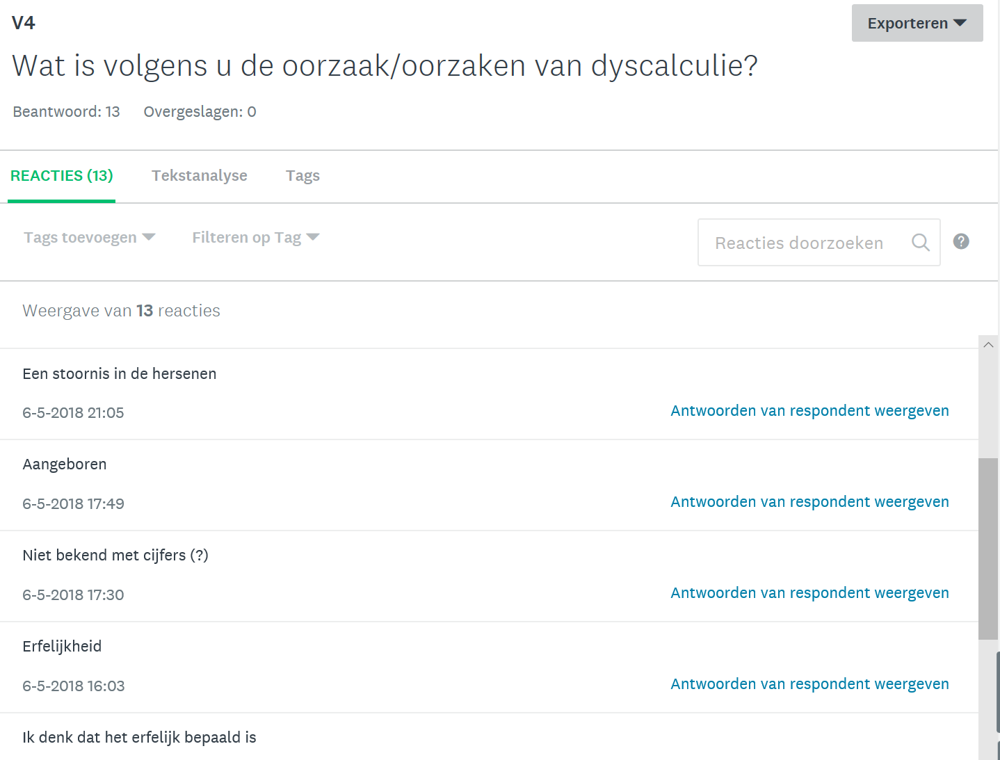 V4
Exporteren
Wat is volgens u de oorzaak/oorzaken van dyscalculie?
Beantwoord: 13 Overgeslagen: 0
REACTIES (13) Tekstanalyse Tags
Tags toevoegen Filteren op Tag Reacties doorzoeken ?
Weergave van 13 reacties
Een stoornis in de hersenen
6-5-2018 21:05 Antwoorden van respondent weergeven
Aangeboren
6-5-2018 17:49 Antwoorden van respondent weergeven
Niet bekend met cijfers (?)
6-5-2018 17:30 Antwoorden van respondent weergeven
Erfelijkheid
6-5-2018 16:03 Antwoorden van respondent weergeven
Ik denk dat het erfelijk bepaald is